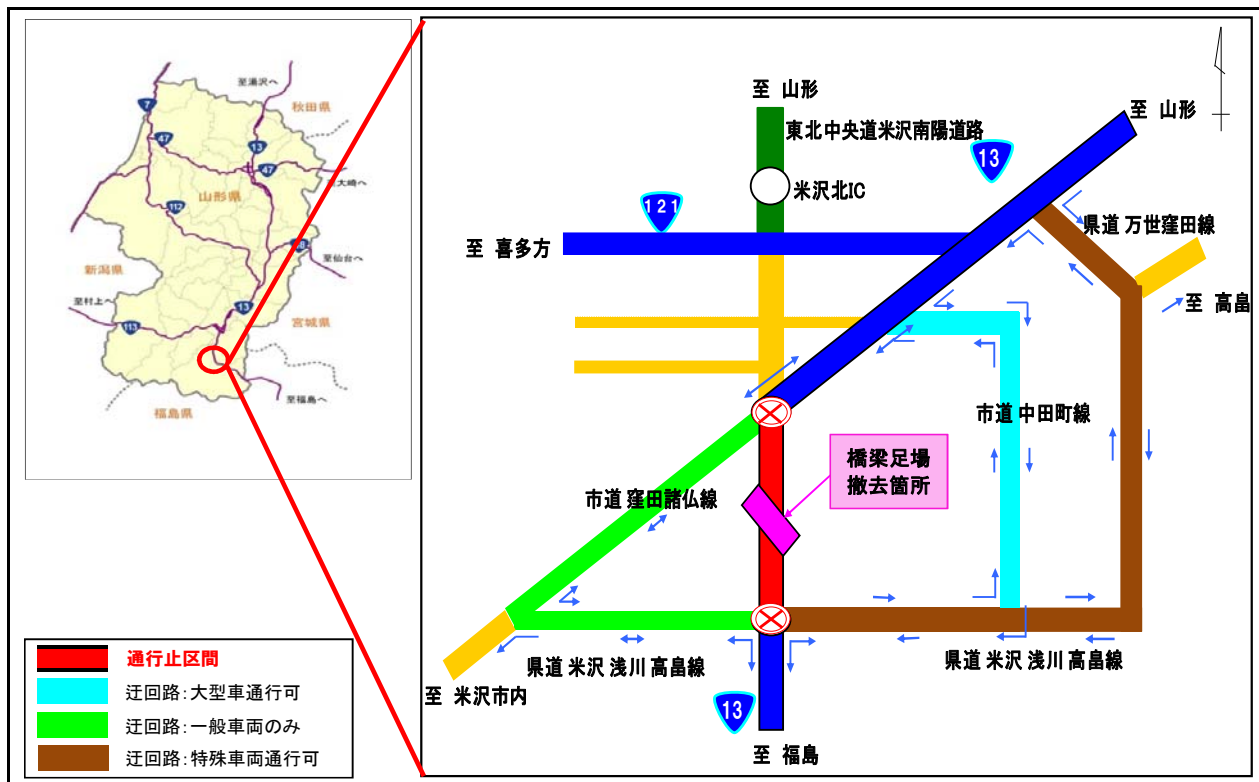 至湯沢へ
秋田県
7
47
13
47
至大崎へ
山形県
112
48
至仙台へ
新潟県
至村上へ
13
宮城県
113
至福島へ
福島県
至 山形
至 山形
東北中央道米沢南陽道路
13
米沢北IC
121
県道 万世窪田線
至 喜多方
至 高畠
市道 中田町線
橋梁足場
撤去箇所
市道 窪田諸仏線
県道 米沢 浅川 高畠線
県道 米沢 浅川 高畠線
至 米沢市内
13
至 福島
通行止区間
迂回路:大型車通行可
迂回路:一般車両のみ
迂回路:特殊車両通行可